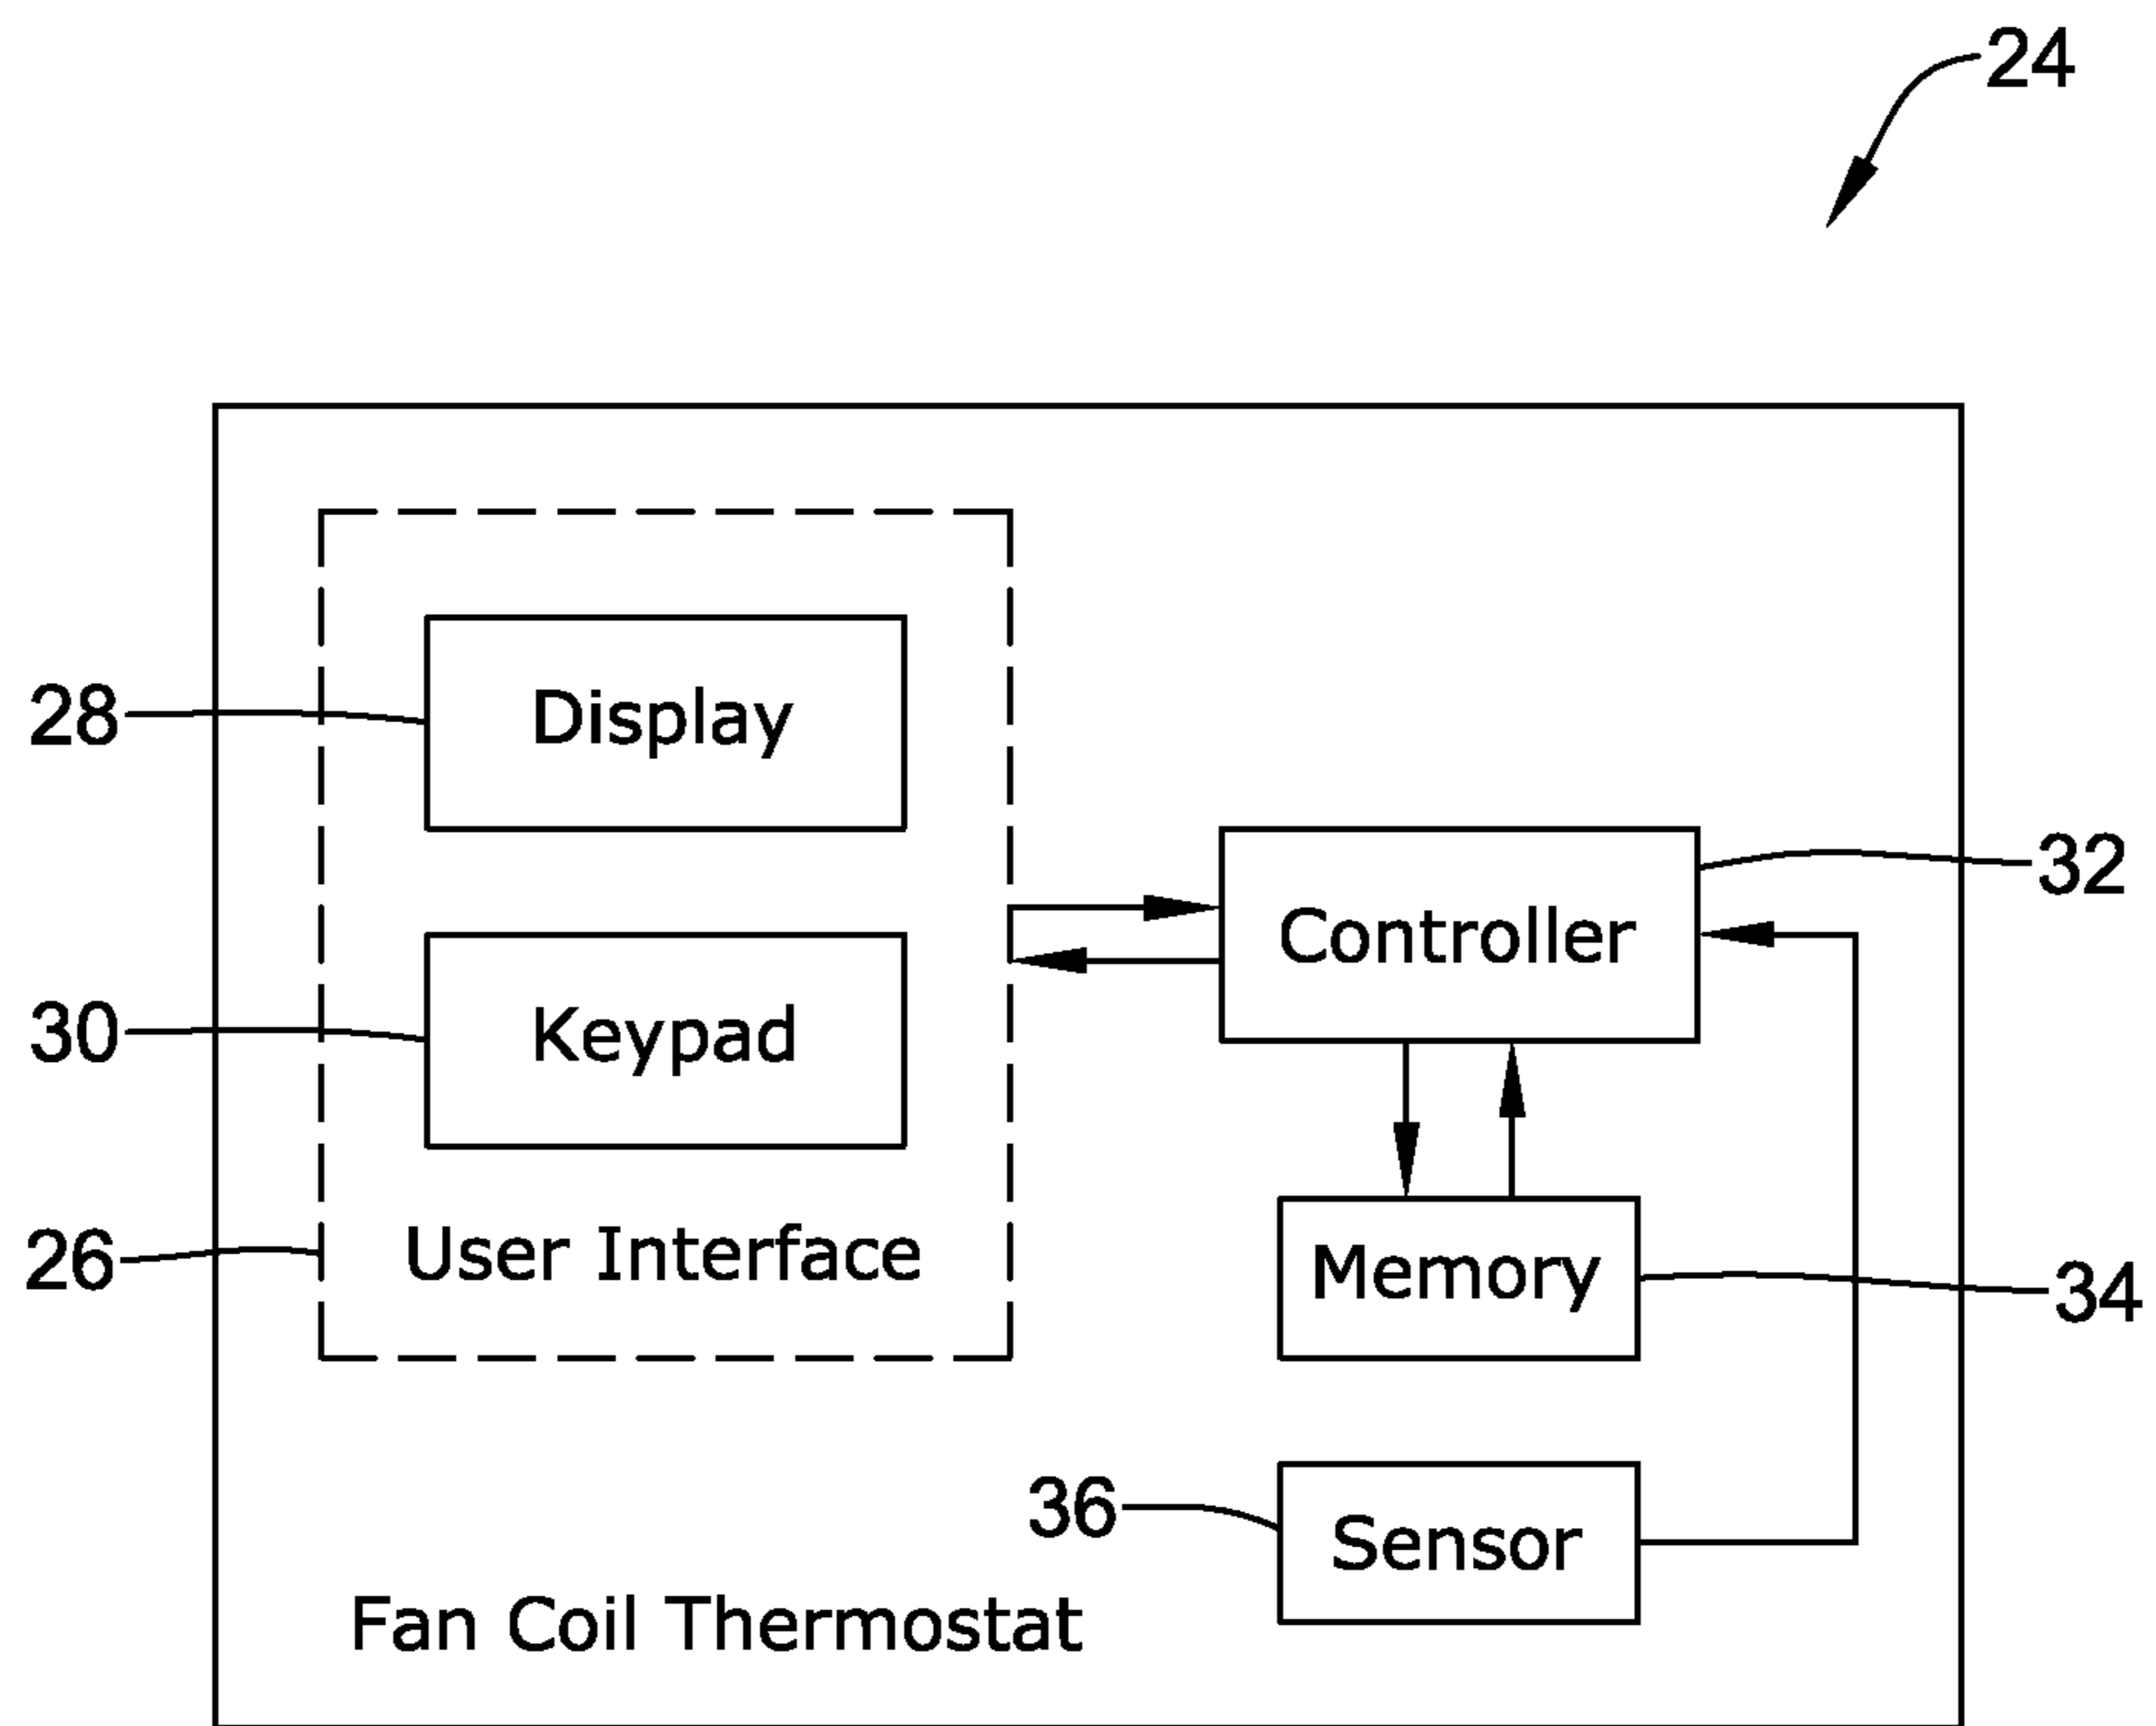 24
28
Display
32
Controller
30
Keypad
26
User Interface
Memory
34
36
Sensor
Fan Coil Thermostat